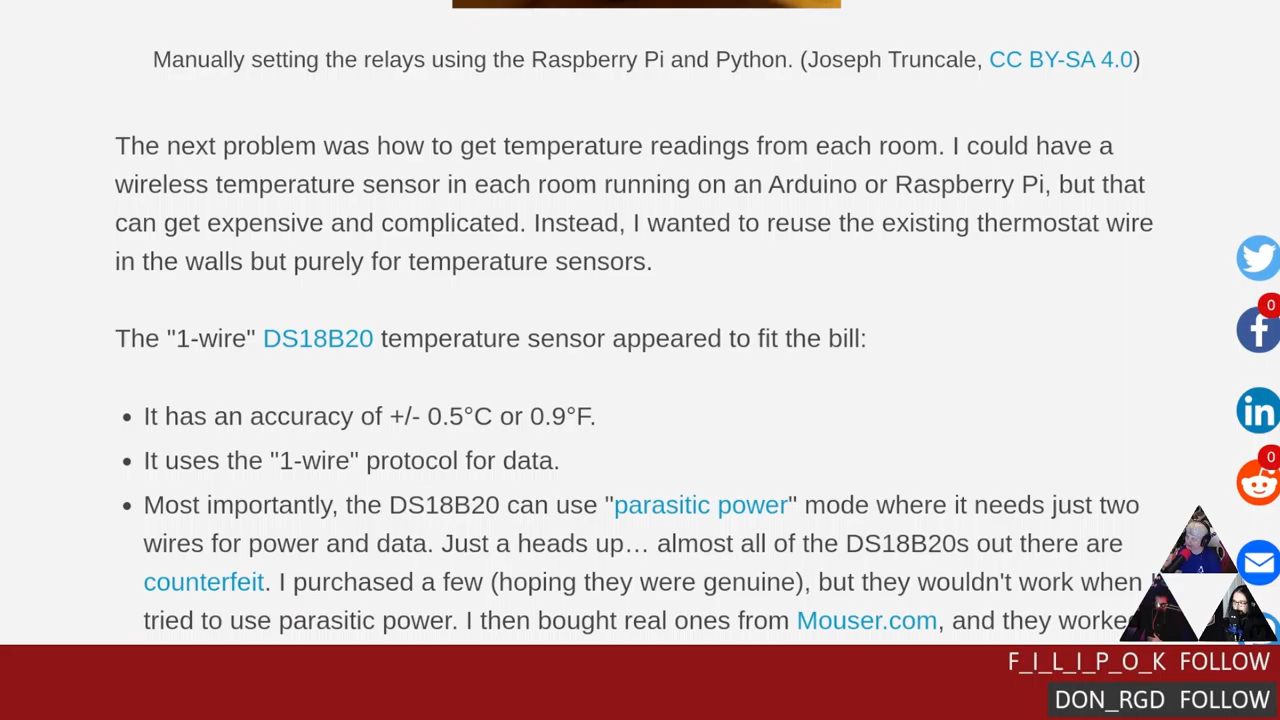 Manually setting the relays using the Raspberry Pi and Python. (Joseph Truncale, CC BY-SA 4.0)
The next problem was how to get temperature readings from each room. I could have a
wireless temperature sensor in each room running on an Arduino or Raspberry Pi, but that
can get expensive and complicated. Instead, I wanted to reuse the existing thermostat wire
in the walls but purely for temperature sensors.
The "1-wire" DS18B20 temperature sensor appeared to fit the bill:
• It has an accuracy of +/- 0.5°C or 0.9°F.
• It uses the "1-wire" protocol for data.
• Most importantly, the DS18B20 can use "parasitic power" mode where it needs just two
wires for power and data. Just a heads up… almost all of the DS18B20s out there are
counterfeit. I purchased a few (hoping they were genuine), but they wouldn't work when I
tried to use parasitic power. I then bought real ones from Mouser.com, and they worked
0
0
F_I_L_I_P_O_K FOLLOW
DON_RGD FOLLOW